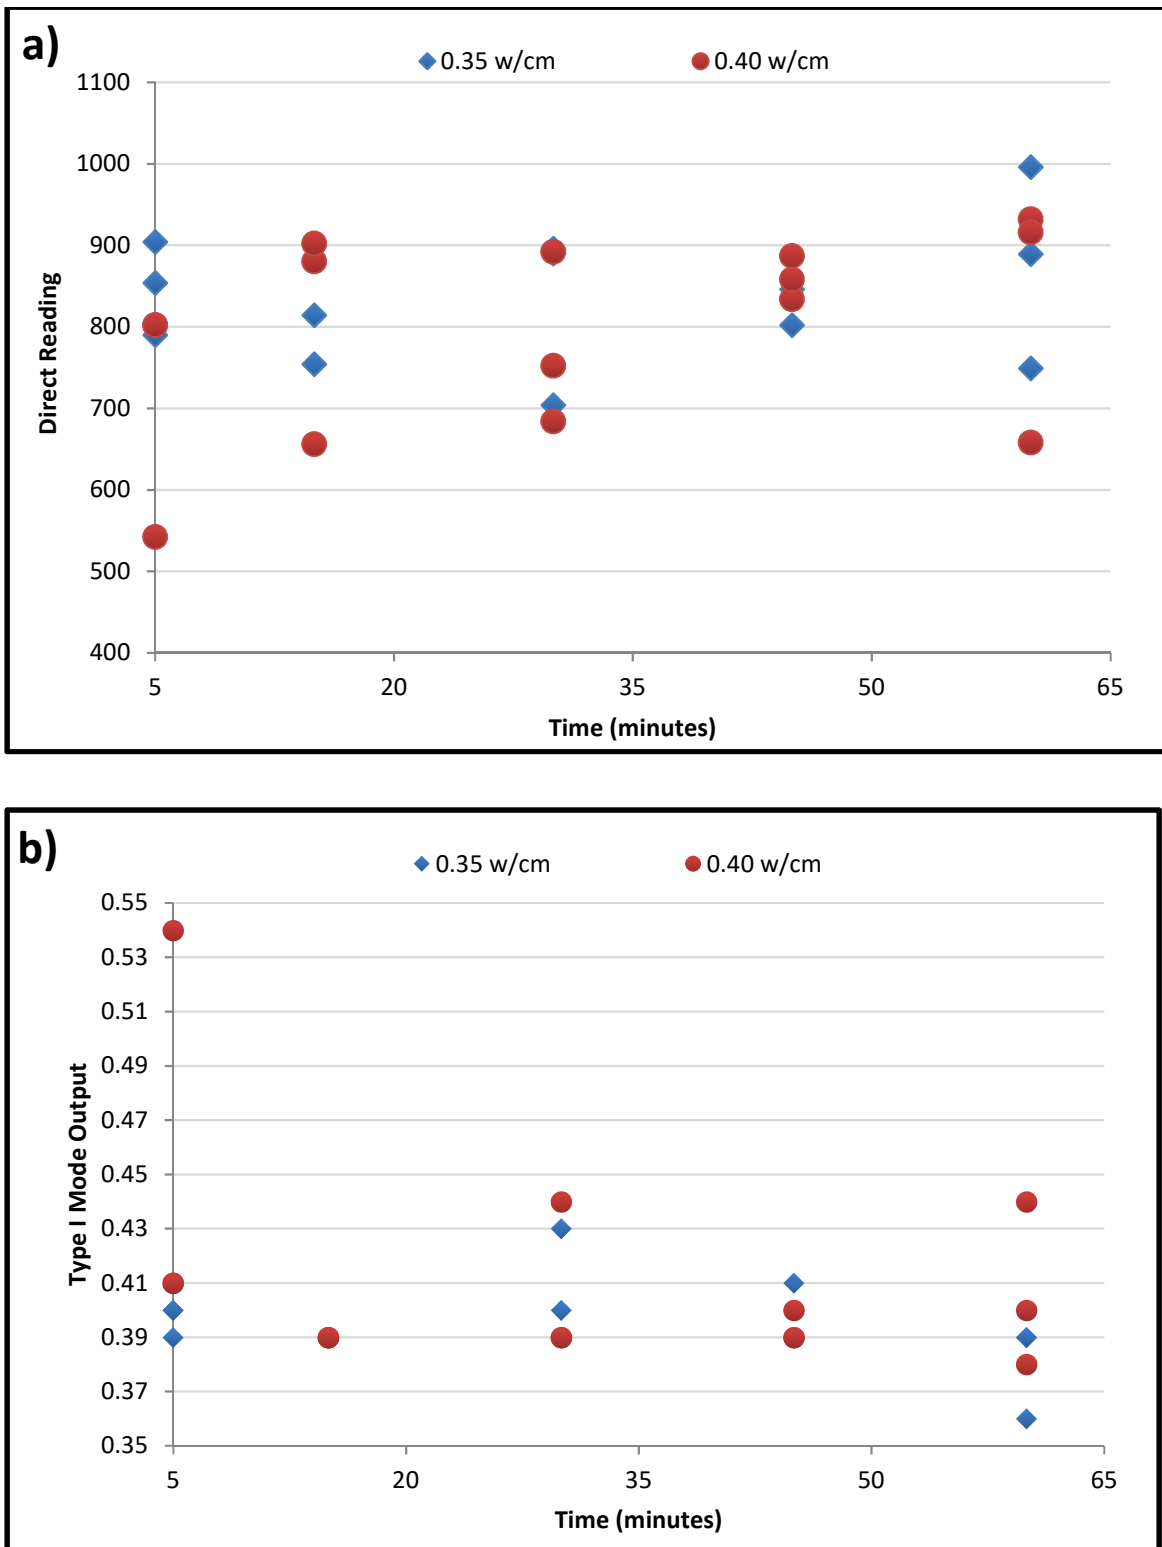 a)
0.35 w/cm 0.40 w/cm
1100
1000
900
800
700
600
500
400
Direct Reading
5 20 35 50 65
Time (minutes)
b)
0.35 w/cm 0.40 w/cm
0.55
0.53
0.51
0.49
0.47
0.45
0.43
0.41
0.39
0.37
0.35
Type I Mode Output
5 20 35 50 65
Time (minutes)